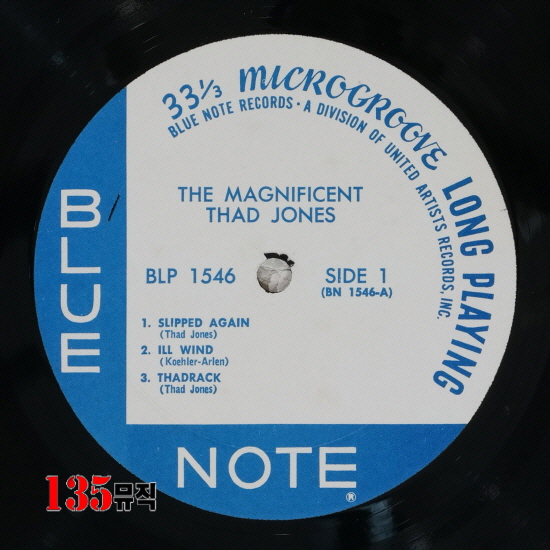 33⅓ MICROGROOVE LONG PLAYING
BLUE NOTE RECORDS • A DIVISION OF UNITED ARTISTS RECORDS, INC.
THE MAGNIFICENT
THAD JONES
BLP 1546
SIDE 1
(BN 1546-A)
1. SLIPPED AGAIN
(Thad Jones)
2. ILL WIND
(Koehler-Arlen)
3. THADRACK
(Thad Jones)
BLUE
NOTE®
135뮤직